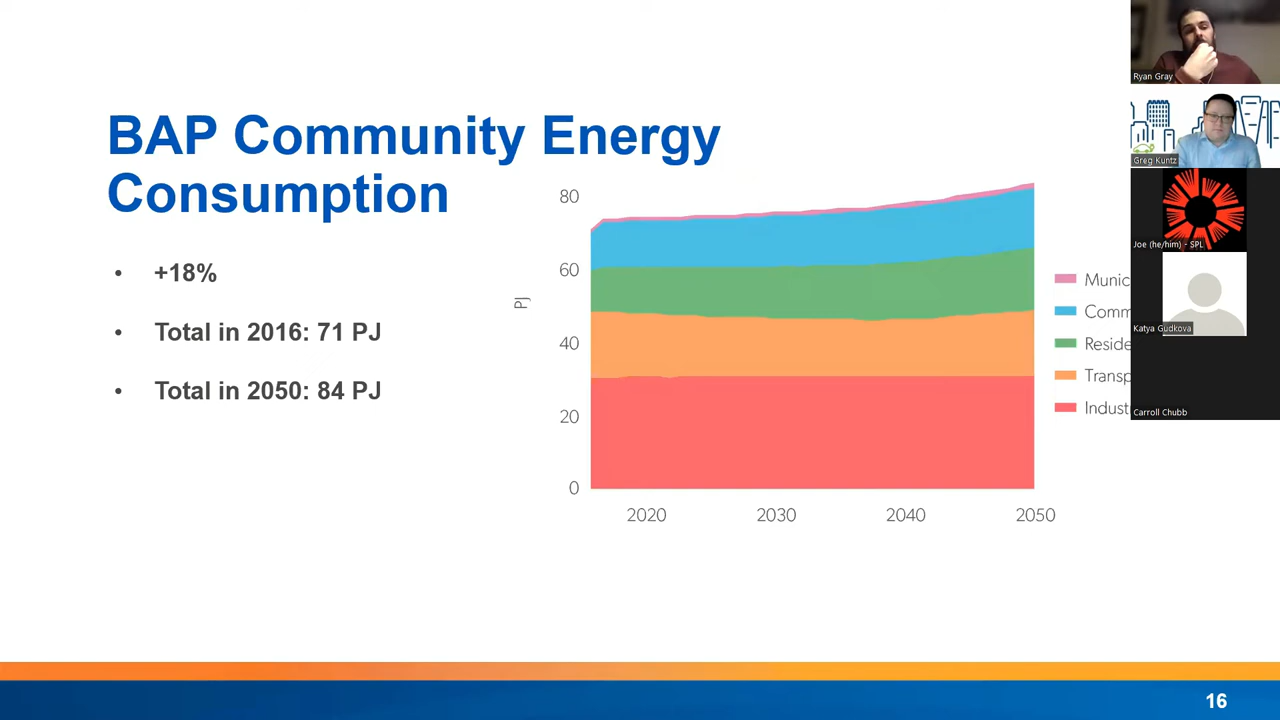 BAP Community Energy
Consumption
• +18%
• Total in 2016: 71 PJ
• Total in 2050: 84 PJ
PJ
80
60
40
20
0
2020 2030 2040 2050
Munic
Comm
Reside
Transp
Indust
Ryan Gray
Greg Kuntz
Joe (he/him) - SPL
Katya Gudkova
Carroll Chubb
16